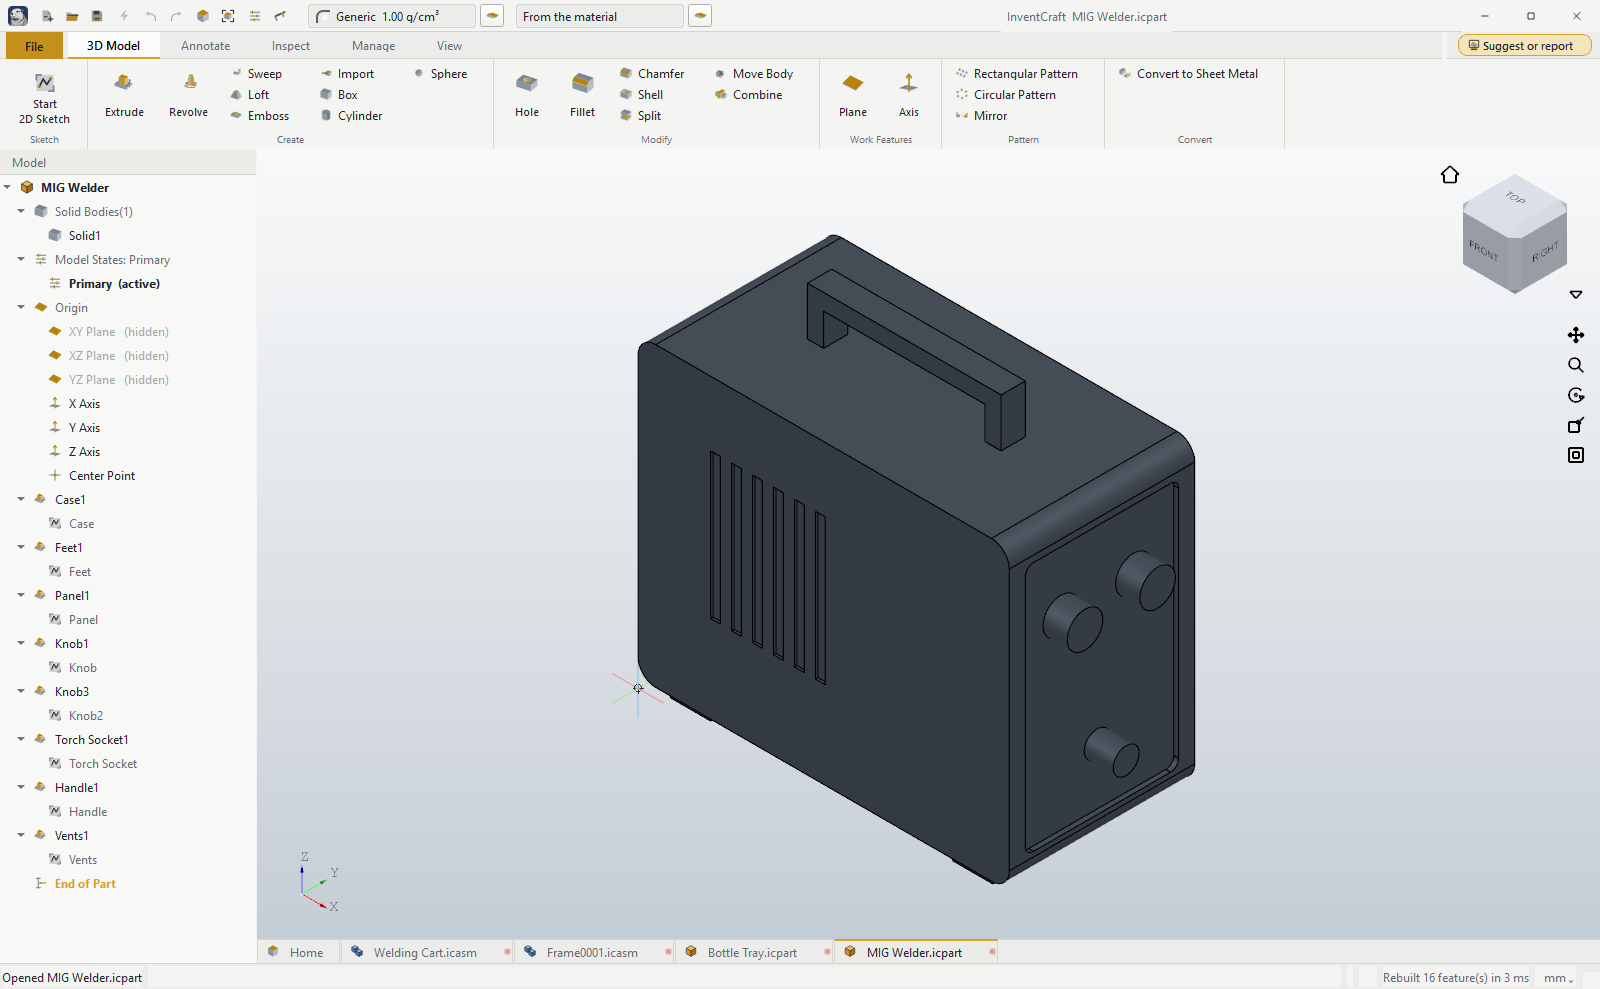 Generic 1.00 g/cm³
From the material
InventCraft MIG Welder.icpart
File
3D Model
Annotate
Inspect
Manage
View
Suggest or report
Start
2D Sketch
Sketch
Extrude
Revolve
Sweep
Loft
Emboss
Import
Box
Cylinder
Sphere
Create
Hole
Fillet
Chamfer
Shell
Split
Move Body
Combine
Modify
Plane
Axis
Work Features
Rectangular Pattern
Circular Pattern
Mirror
Pattern
Convert to Sheet Metal
Convert
Model
MIG Welder
Solid Bodies(1)
Solid1
Model States: Primary
Primary (active)
Origin
XY Plane (hidden)
XZ Plane (hidden)
YZ Plane (hidden)
X Axis
Y Axis
Z Axis
Center Point
Case1
Case
Feet1
Feet
Panel1
Panel
Knob1
Knob
Knob3
Knob2
Torch Socket1
Torch Socket
Handle1
Handle
Vents1
Vents
End of Part
TOP
FRONT
RIGHT
Z
Y
X
Home
Welding Cart.icasm
Frame0001.icasm
Bottle Tray.icpart
MIG Welder.icpart
Opened MIG Welder.icpart
Rebuilt 16 feature(s) in 3 ms
mm